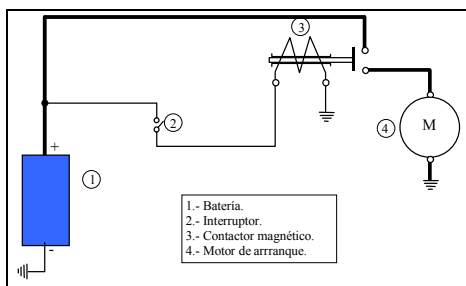 3
2
M
4
+
1
-
1.- Batería.
2.- Interruptor.
3.- Contactor magnético.
4.- Motor de arrranque.